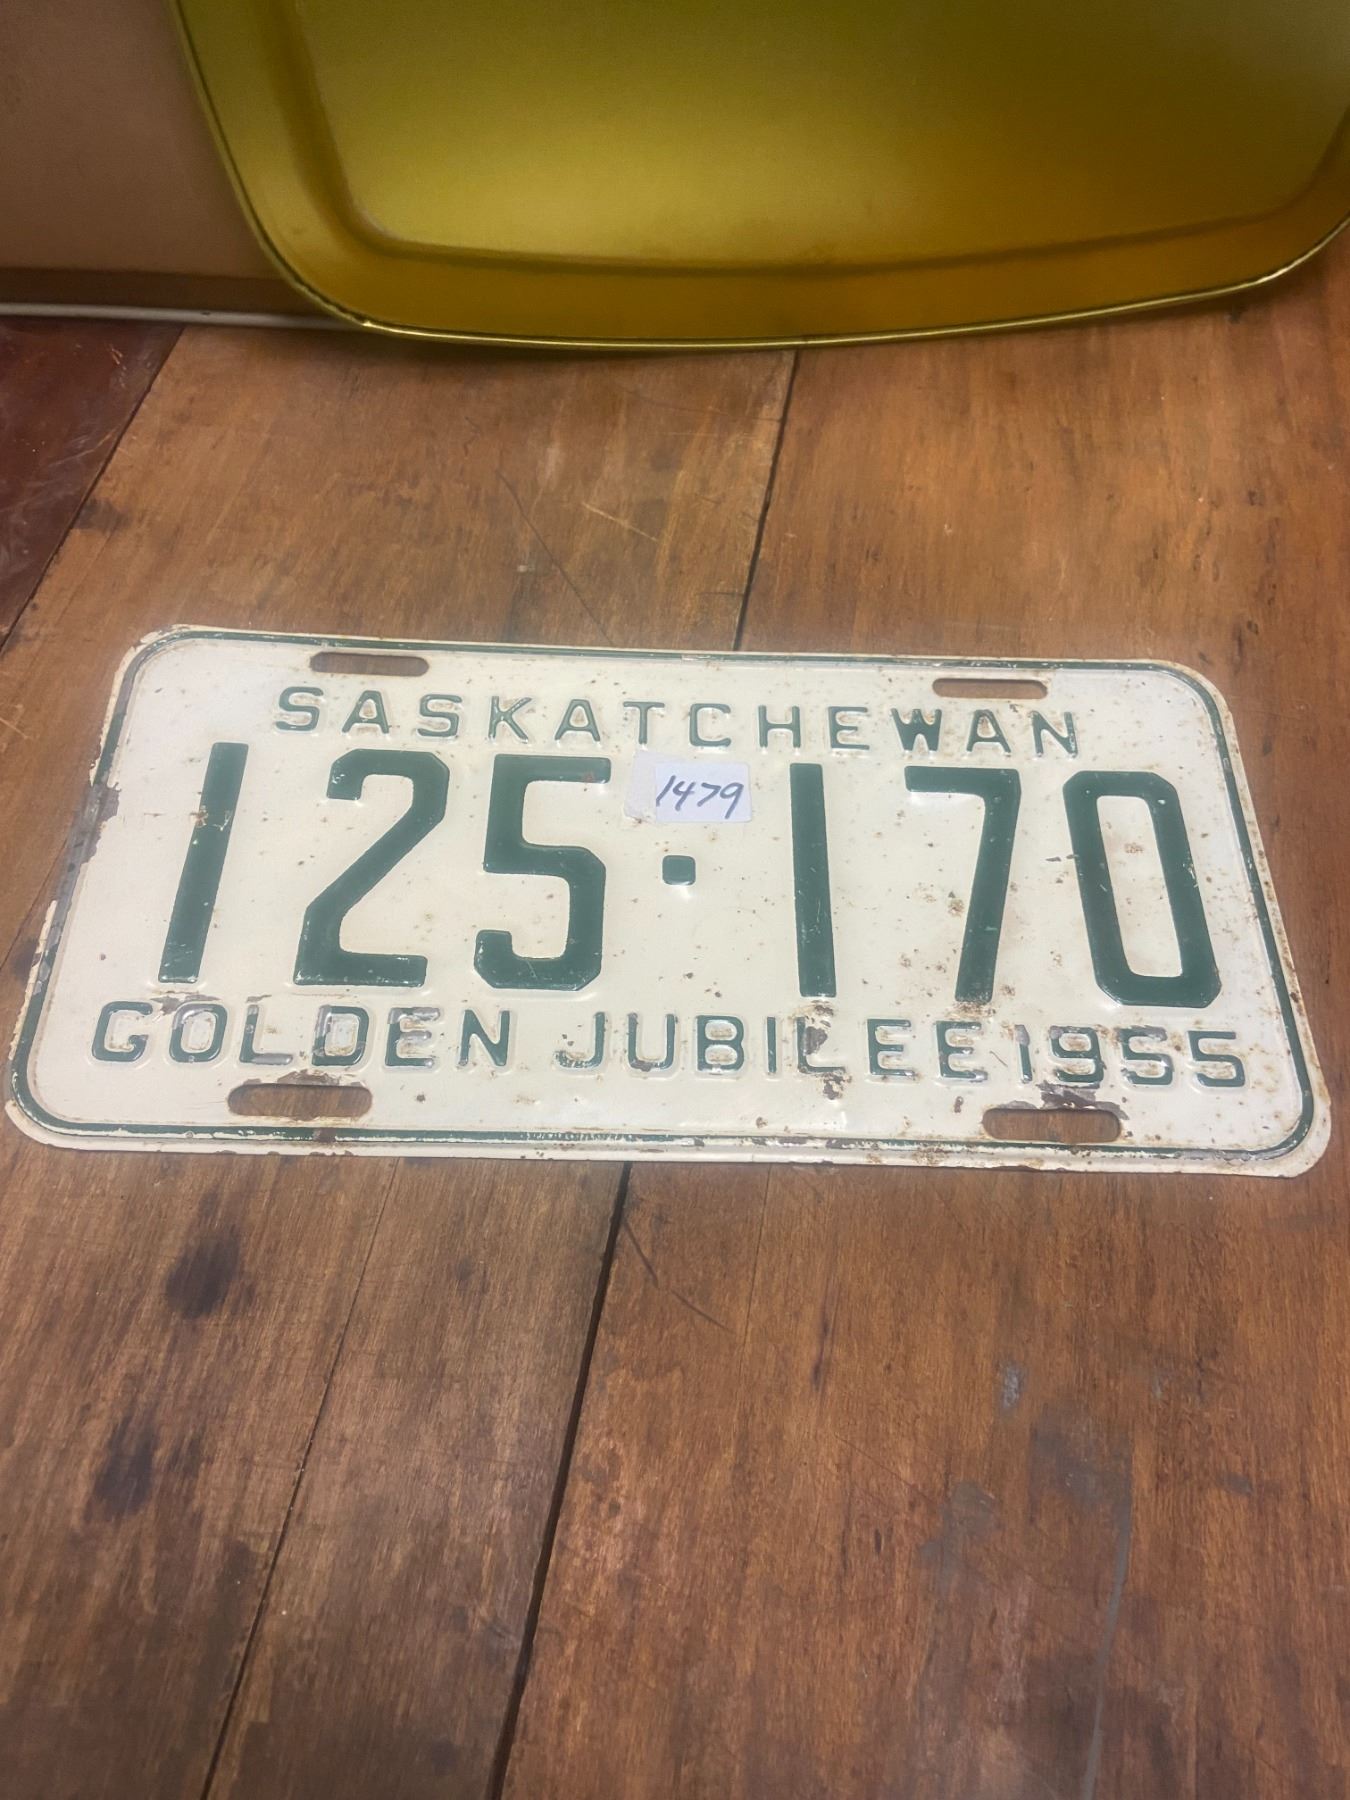 SASKATCHEWAN
1479
125·170
GOLDEN JUBILEE 1955